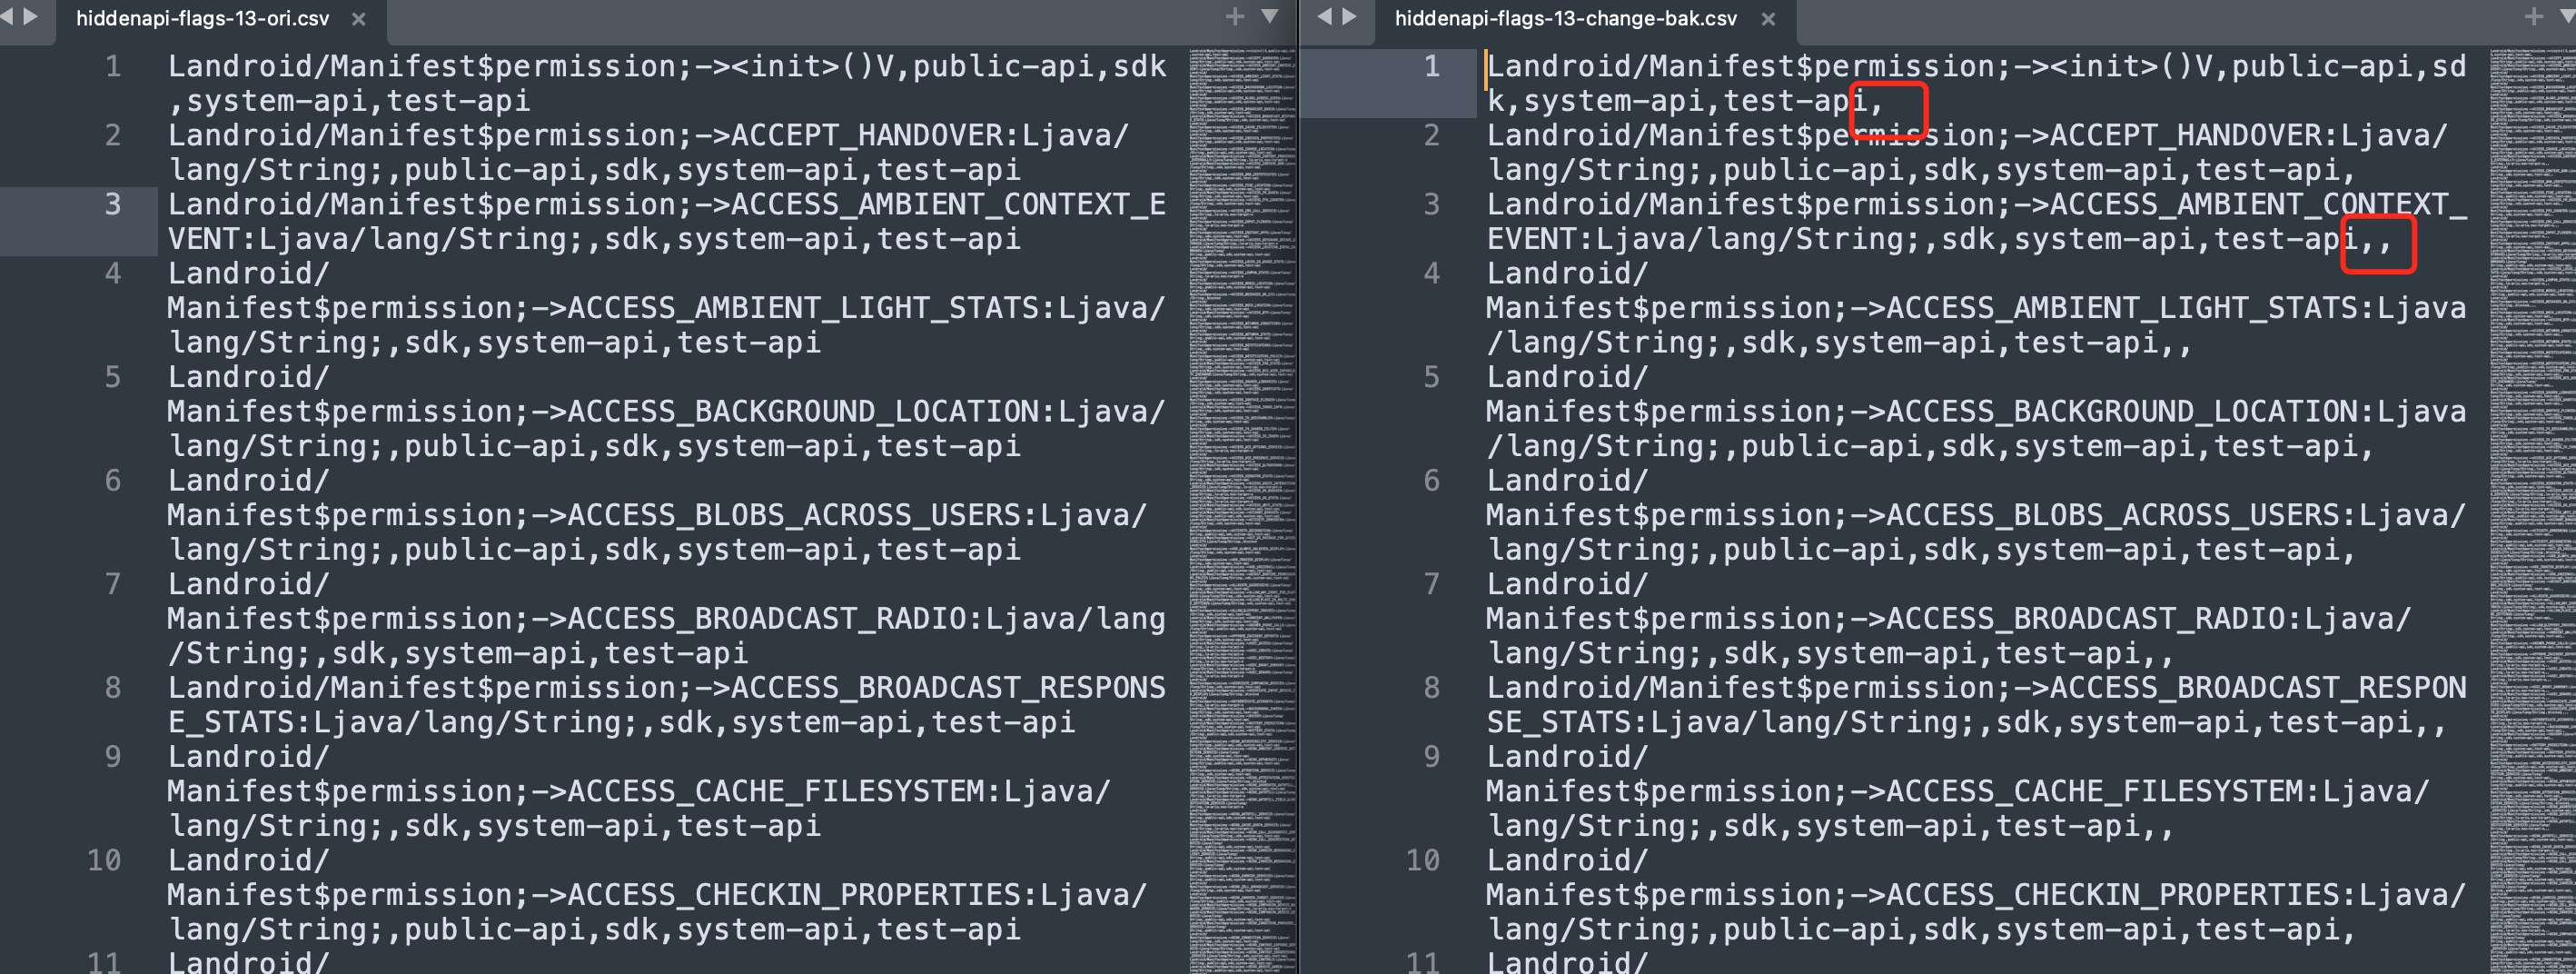 hiddenapi-flags-13-ori.csv
1 Landroid/Manifest$permission;-><init>()V,public-api,sdk
,system-api,test-api
2 Landroid/Manifest$permission;->ACCEPT_HANDOVER:Ljava/
lang/String;,public-api,sdk,system-api,test-api
3 Landroid/Manifest$permission;->ACCESS_AMBIENT_CONTEXT_E
VENT:Ljava/lang/String;,sdk,system-api,test-api
4 Landroid/
Manifest$permission;->ACCESS_AMBIENT_LIGHT_STATS:Ljava/
lang/String;,sdk,system-api,test-api
5 Landroid/
Manifest$permission;->ACCESS_BACKGROUND_LOCATION:Ljava/
lang/String;,public-api,sdk,system-api,test-api
6 Landroid/
Manifest$permission;->ACCESS_BLOBS_ACROSS_USERS:Ljava/
lang/String;,public-api,sdk,system-api,test-api
7 Landroid/
Manifest$permission;->ACCESS_BROADCAST_RADIO:Ljava/lang
/String;,sdk,system-api,test-api
8 Landroid/Manifest$permission;->ACCESS_BROADCAST_RESPONS
E_STATS:Ljava/lang/String;,sdk,system-api,test-api
9 Landroid/
Manifest$permission;->ACCESS_CACHE_FILESYSTEM:Ljava/
lang/String;,sdk,system-api,test-api
10 Landroid/
Manifest$permission;->ACCESS_CHECKIN_PROPERTIES:Ljava/
lang/String;,public-api,sdk,system-api,test-api
11 Landroid/
hiddenapi-flags-13-change-bak.csv
1 Landroid/Manifest$permission;-><init>()V,public-api,sd
k,system-api,test-api,
2 Landroid/Manifest$permission;->ACCEPT_HANDOVER:Ljava/
lang/String;,public-api,sdk,system-api,test-api,
3 Landroid/Manifest$permission;->ACCESS_AMBIENT_CONTEXT_
EVENT:Ljava/lang/String;,sdk,system-api,test-api,,
4 Landroid/
Manifest$permission;->ACCESS_AMBIENT_LIGHT_STATS:Ljava
/lang/String;,sdk,system-api,test-api,,
5 Landroid/
Manifest$permission;->ACCESS_BACKGROUND_LOCATION:Ljava
/lang/String;,public-api,sdk,system-api,test-api,
6 Landroid/
Manifest$permission;->ACCESS_BLOBS_ACROSS_USERS:Ljava/
lang/String;,public-api,sdk,system-api,test-api,
7 Landroid/
Manifest$permission;->ACCESS_BROADCAST_RADIO:Ljava/
lang/String;,sdk,system-api,test-api,,
8 Landroid/Manifest$permission;->ACCESS_BROADCAST_RESPON
SE_STATS:Ljava/lang/String;,sdk,system-api,test-api,,
9 Landroid/
Manifest$permission;->ACCESS_CACHE_FILESYSTEM:Ljava/
lang/String;,sdk,system-api,test-api,,
10 Landroid/
Manifest$permission;->ACCESS_CHECKIN_PROPERTIES:Ljava/
lang/String;,public-api,sdk,system-api,test-api,
11 Landroid/